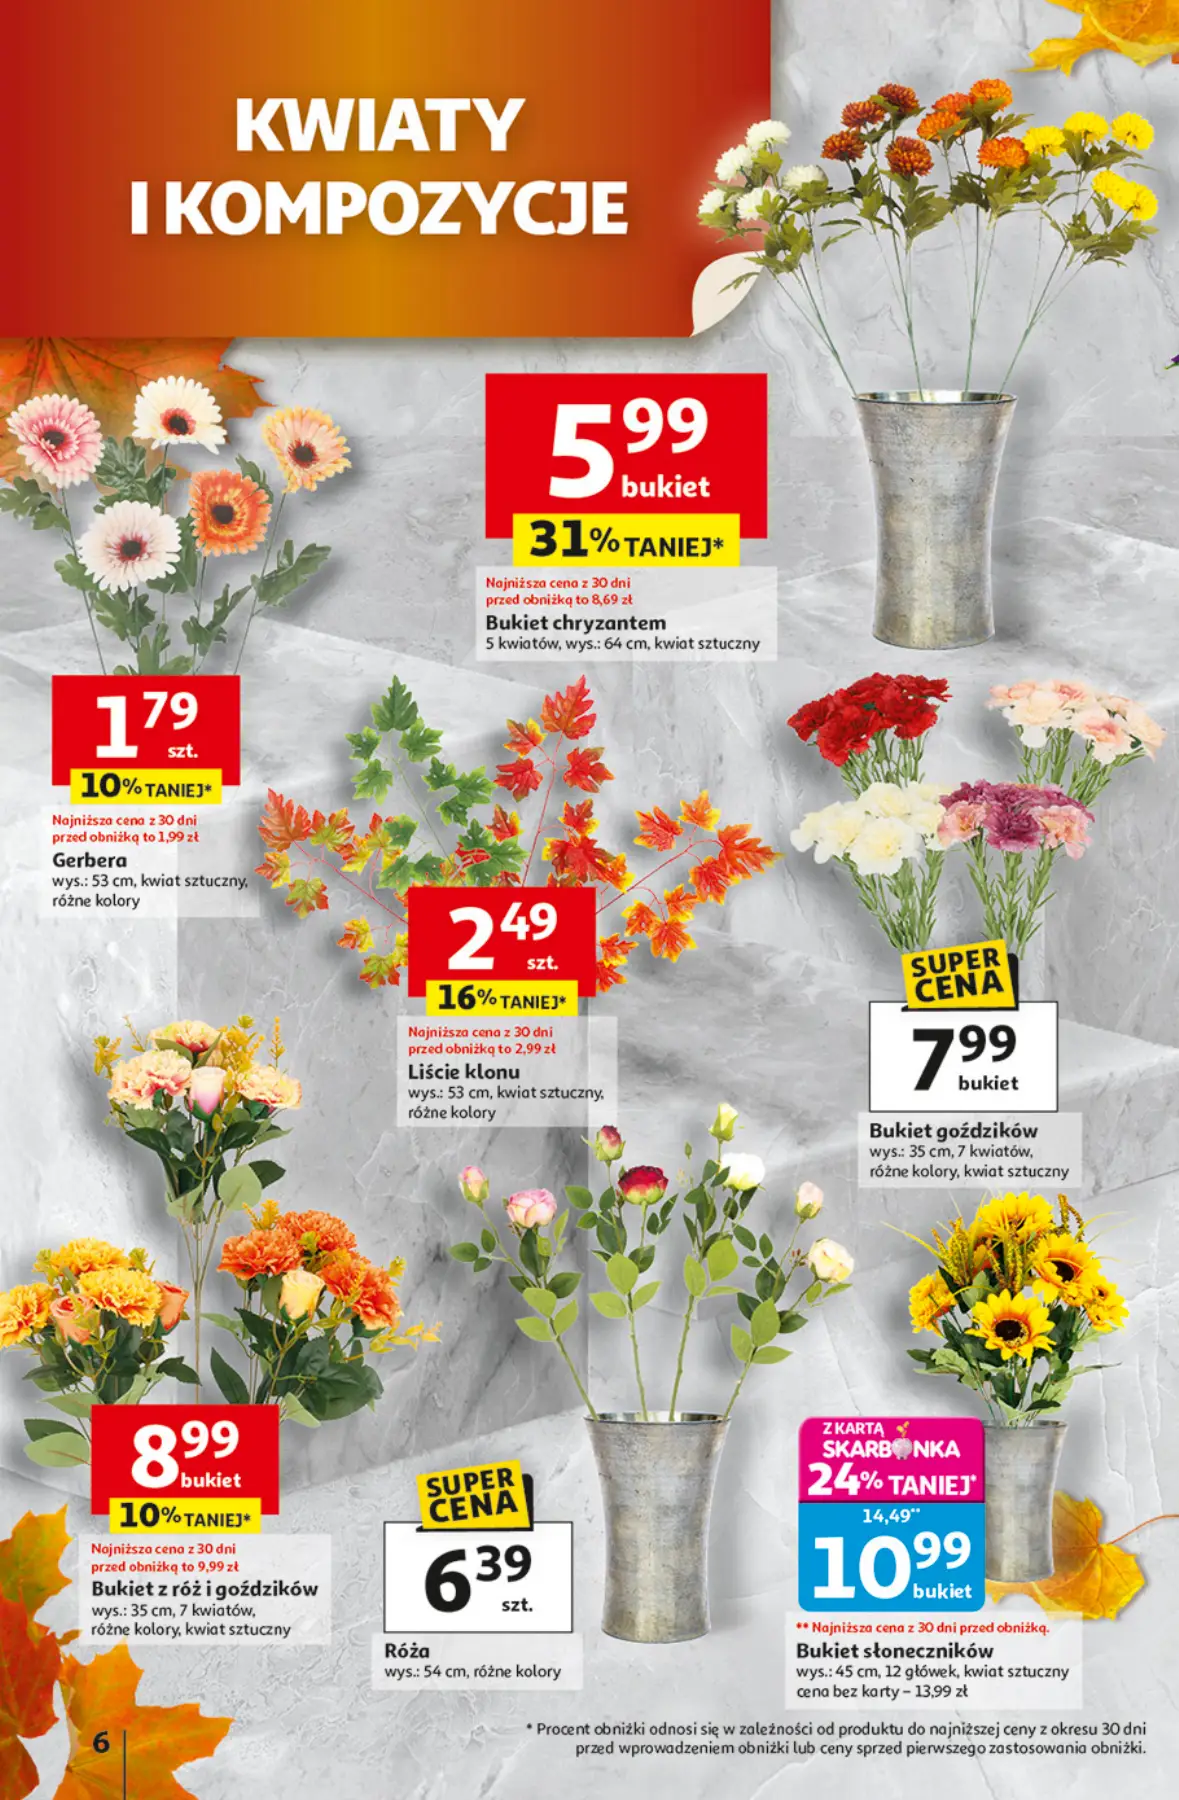 KWIATY
I KOMPOZYCJE
5 99
bukiet
31% TANIEJ*
Najniższa cena z 30 dni
przed obniżką to 8,69 zł
Bukiet chryzantem
5 kwiatów, wys.: 64 cm, kwiat sztuczny
1 79
szt.
10% TANIEJ*
Najniższa cena z 30 dni
przed obniżką to 1,99 zł
Gerbera
wys.: 53 cm, kwiat sztuczny,
różne kolory
2 49
szt.
16% TANIEJ*
Najniższa cena z 30 dni
przed obniżką to 2,99 zł
Liście klonu
wys.: 53 cm, kwiat sztuczny,
różne kolory
SUPER
CENA
7 99
bukiet
Bukiet goździków
wys.: 35 cm, 7 kwiatów,
różne kolory, kwiat sztuczny
8 99
bukiet
10% TANIEJ*
Najniższa cena z 30 dni
przed obniżką to 9,99 zł
Bukiet z róż i goździków
wys.: 35 cm, 7 kwiatów,
różne kolory, kwiat sztuczny
SUPER
CENA
6 39
szt.
Róża
wys.: 54 cm, różne kolory
Z KARTĄ
SKARBONKA
24% TANIEJ*
14,49**
10 99
bukiet
** Najniższa cena z 30 dni przed obniżką.
Bukiet słoneczników
wys.: 45 cm, 12 główek, kwiat sztuczny
cena bez karty – 13,99 zł
* Procent obniżki odnosi się w zależności od produktu do najniższej ceny z okresu 30 dni
przed wprowadzeniem obniżki lub ceny sprzed pierwszego zastosowania obniżki.
6